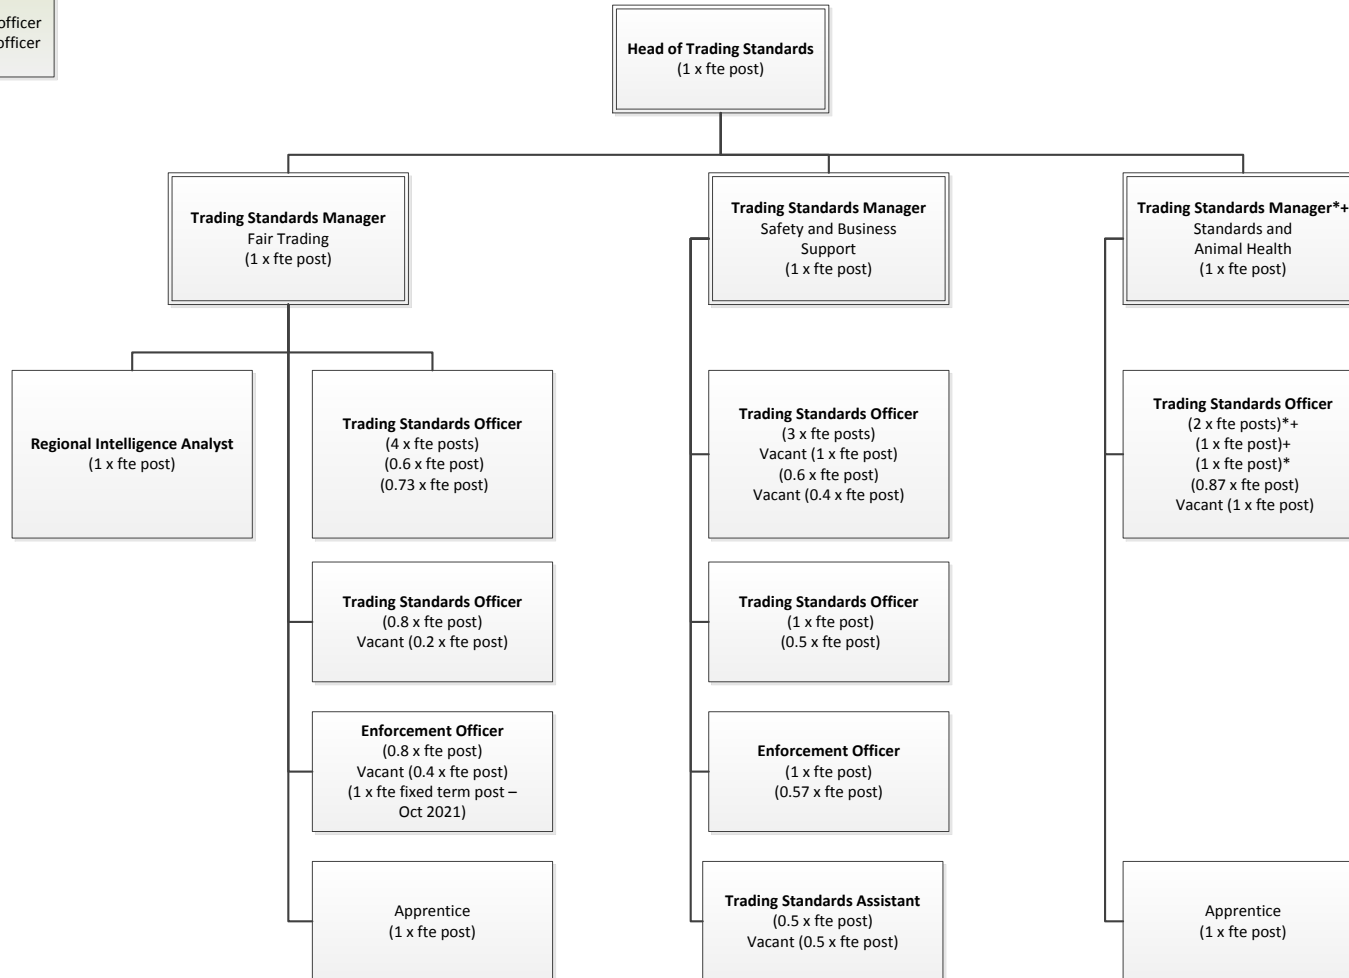 officer
officer
Head of Trading Standards
(1 x fte post)
Trading Standards Manager
Fair Trading
(1 x fte post)
Trading Standards Manager
Safety and Business
Support
(1 x fte post)
Trading Standards Manager*+
Standards and
Animal Health
(1 x fte post)
Regional Intelligence Analyst
(1 x fte post)
Trading Standards Officer
(4 x fte posts)
(0.6 x fte posts)
(0.73 x fte posts)
Trading Standards Officer
(3 x fte posts)
Vacant (1 x fte post)
(0.6 x fte post)
Vacant (0.4 x fte post)
Trading Standards Officer
(2 x fte posts)*+
(1 x fte post)+
(1 x fte post)*
(0.87 x fte post)
Vacant (1 x fte post)
Trading Standards Officer
(0.8 x fte post)
Vacant (0.2 x fte post)
Trading Standards Officer
(1 x fte post)
(0.5 x fte post)
Enforcement Officer
(0.8 x fte post)
Vacant (0.4 x fte post)
(1 x fte fixed term post –
Oct 2021)
Enforcement Officer
(1 x fte post)
(0.57 x fte post)
Apprentice
(1 x fte post)
Trading Standards Assistant
(0.5 x fte post)
Vacant (0.5 x fte post)
Apprentice
(1 x fte post)